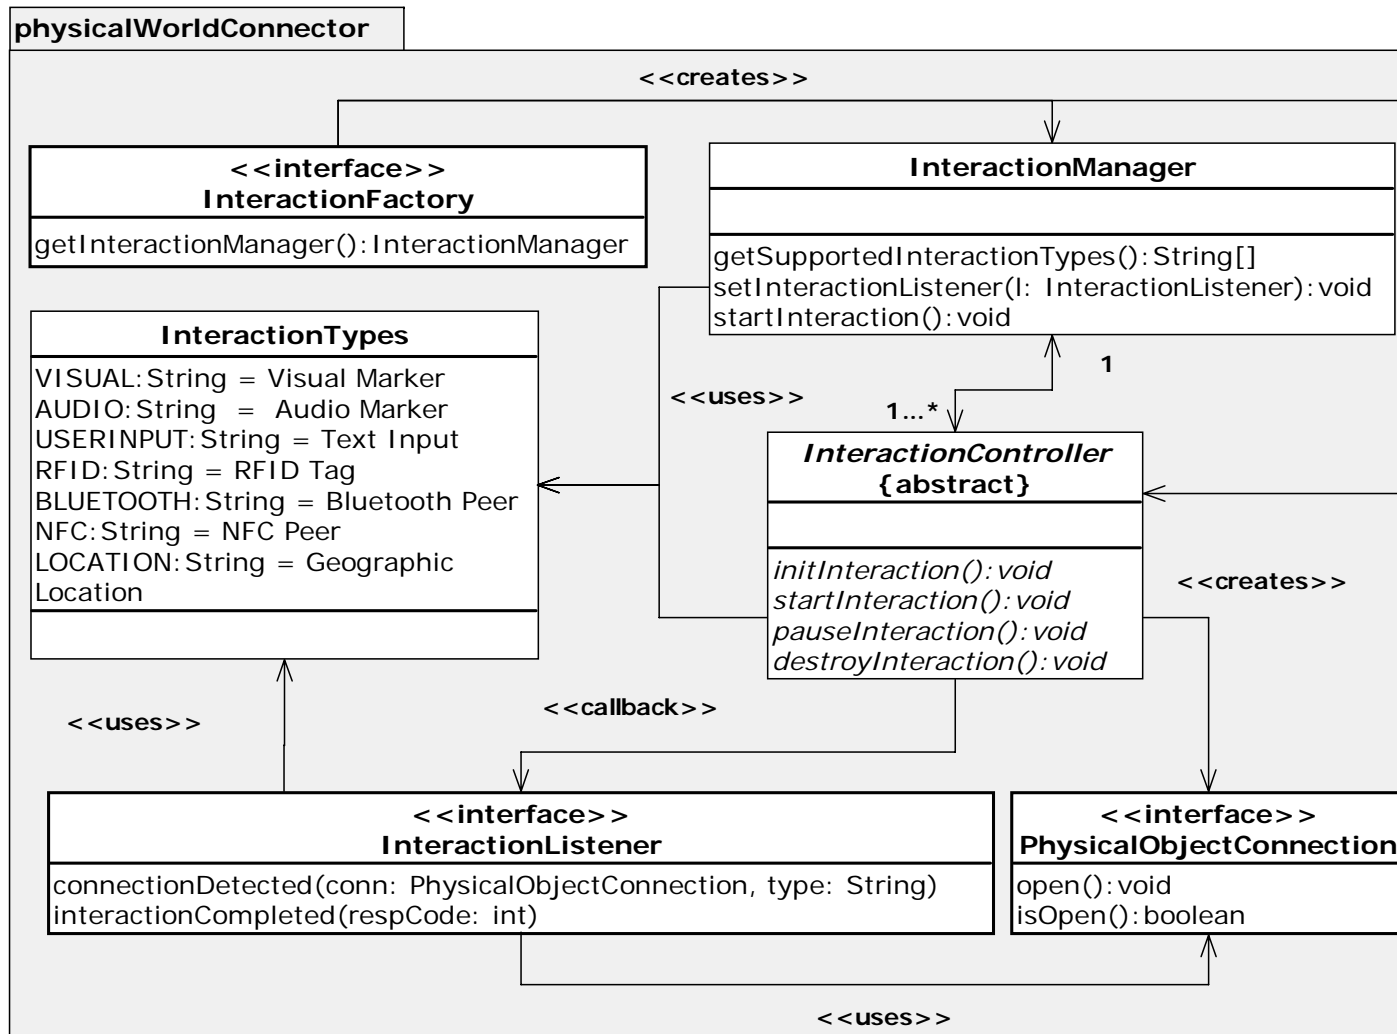 physicalWorldConnector
<<creates>>
<<interface>>
InteractionFactory
getInteractionManager():InteractionManager
InteractionManager
getSupportedInteractionTypes():String[]
setInteractionListener(l: InteractionListener):void
startInteraction():void
InteractionTypes
VISUAL:String = Visual Marker
AUDIO:String = Audio Marker
USERINPUT:String = Text Input
RFID:String = RFID Tag
BLUETOOTH:String = Bluetooth Peer
NFC:String = NFC Peer
LOCATION:String = Geographic
Location
<<uses>>
1
1...*
InteractionController
{abstract}
initInteraction():void
startInteraction():void
pauseInteraction():void
destroyInteraction():void
<<creates>>
<<uses>>
<<callback>>
<<interface>>
InteractionListener
connectionDetected(conn: PhysicalObjectConnection, type: String)
interactionCompleted(respCode: int)
<<interface>>
PhysicalObjectConnection
open():void
isOpen():boolean
<<uses>>